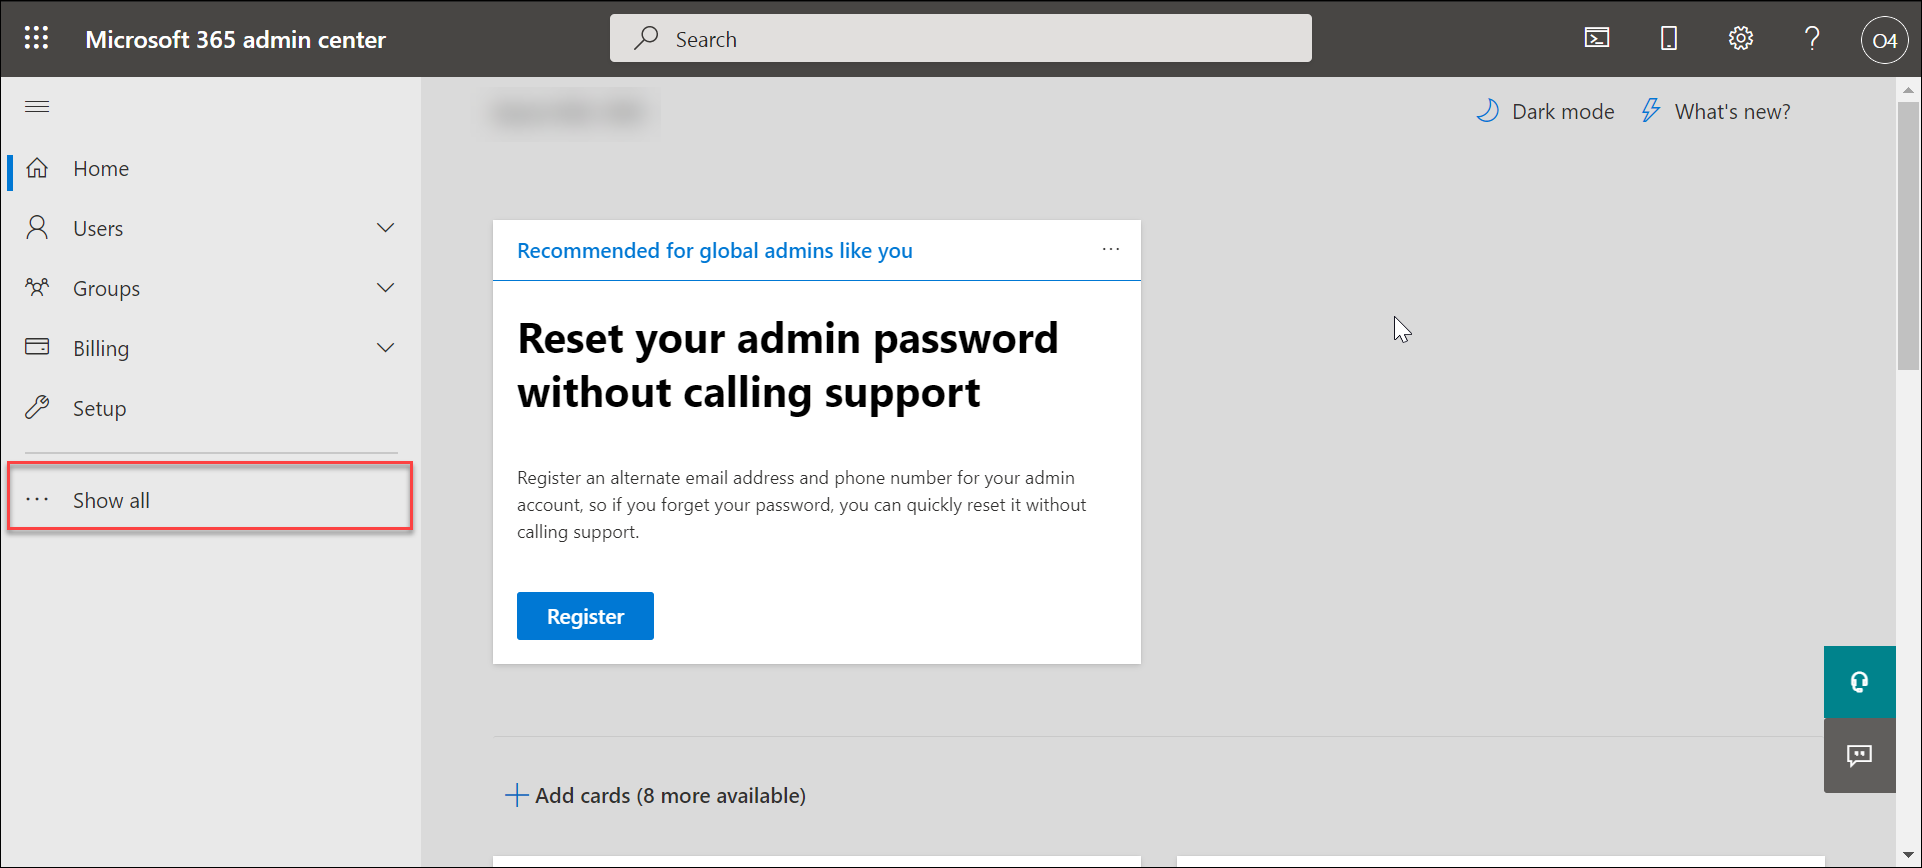 Microsoft 365 admin center
Search
O4
Dark mode
What's new?
Home
Users
Groups
Billing
Setup
Show all
Recommended for global admins like you
Reset your admin password
without calling support
Register an alternate email address and phone number for your admin
account, so if you forget your password, you can quickly reset it without
calling support.
Register
Add cards (8 more available)